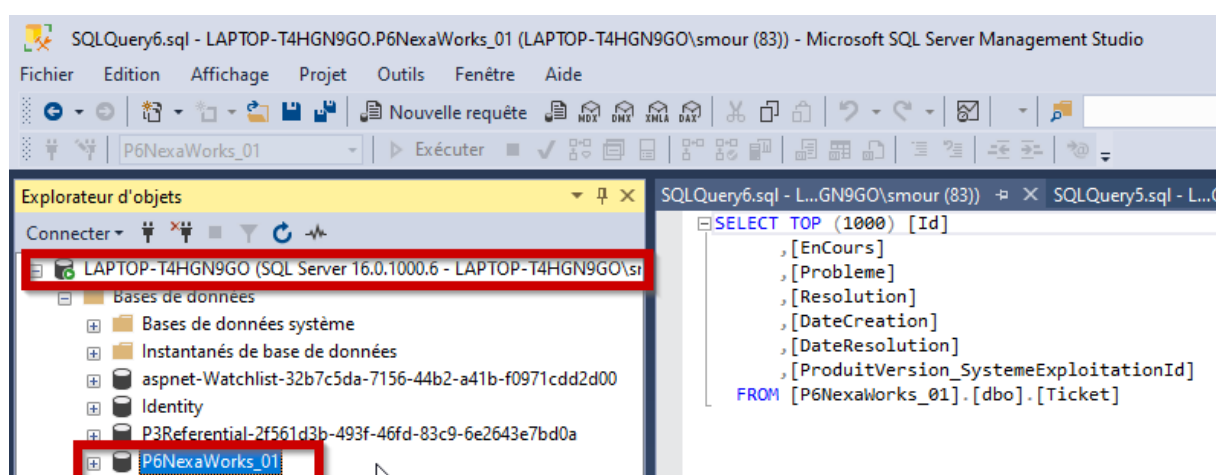 SQLQuery6.sql - LAPTOP-T4HGN9GO.P6NexaWorks_01 (LAPTOP-T4HGN9GO\smour (83)) - Microsoft SQL Server Management Studio
Fichier Edition Affichage Projet Outils Fenêtre Aide
Nouvelle requête MDX DMX XMLA DAX
P6NexaWorks_01 Exécuter
Explorateur d'objets
Connecter
LAPTOP-T4HGN9GO (SQL Server 16.0.1000.6 - LAPTOP-T4HGN9GO\sm
Bases de données
Bases de données système
Instantanés de base de données
aspnet-Watchlist-32b7c5da-7156-44b2-a41b-f0971cdd2d00
Identity
P3Referential-2f561d3b-493f-46fd-83c9-6e2643e7bd0a
P6NexaWorks_01
SQLQuery6.sql - L...GN9GO\smour (83)) SQLQuery5.sql - L...
SELECT TOP (1000) [Id]
,[EnCours]
,[Probleme]
,[Resolution]
,[DateCreation]
,[DateResolution]
,[ProduitVersion_SystemeExploitationId]
FROM [P6NexaWorks_01].[dbo].[Ticket]